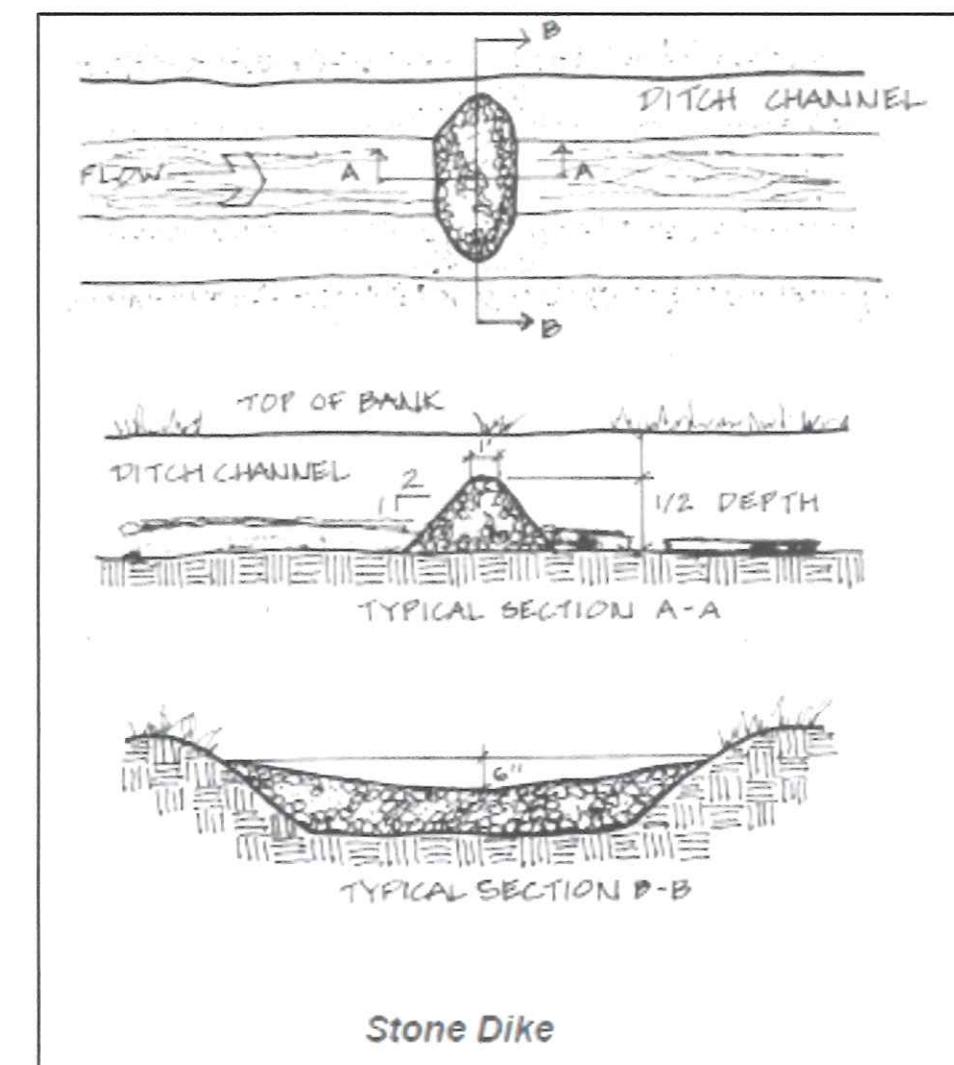 B
DITCH CHANNEL
FLOW
A
A
B
TOP OF BANK
1'
DITCH CHANNEL
2
1
1/2 DEPTH
TYPICAL SECTION A-A
6"
TYPICAL SECTION B-B
Stone Dike